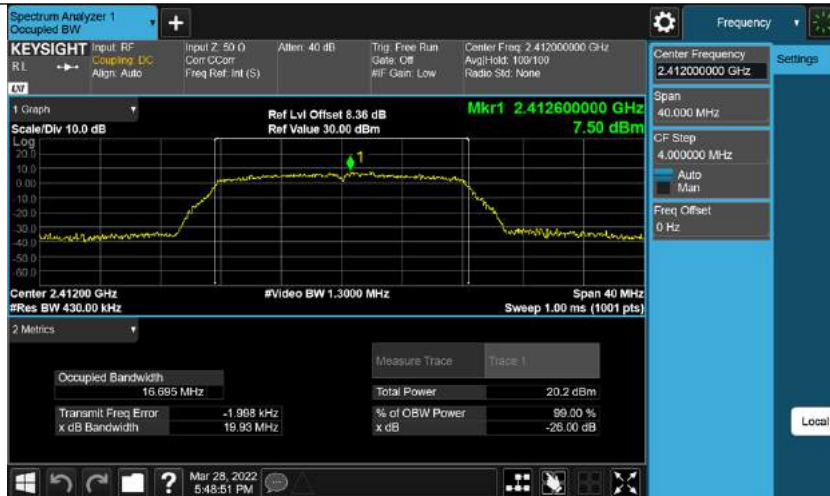 Spectrum Analyzer 1
Occupied BW
+
Frequency
KEYSIGHT
RL
LXI
Input: RF
Coupling: DC
Align: Auto
Input Z: 50 Ω
Corr CCorr
Freq Ref: Int (S)
Atten: 40 dB
Trig: Free Run
Gate: Off
#IF Gain: Low
Center Freq: 2.412000000 GHz
Avg|Hold: 100/100
Radio Std: None
Center Frequency
2.412000000 GHz
Settings
Span
40.000 MHz
CF Step
4.000000 MHz
Auto
Man
Freq Offset
0 Hz
Local
1 Graph
Scale/Div 10.0 dB
Ref Lvl Offset 8.36 dB
Ref Value 30.00 dBm
Mkr1 2.412600000 GHz
7.50 dBm
Log
20.0
10.0
0.00
-10.0
-20.0
-30.0
-40.0
-50.0
-60.0
1
Center 2.41200 GHz
#Res BW 430.00 kHz
#Video BW 1.3000 MHz
Span 40 MHz
Sweep 1.00 ms (1001 pts)
2 Metrics
Measure Trace Trace 1
Occupied Bandwidth
16.695 MHz
Total Power 20.2 dBm
Transmit Freq Error -1.998 kHz
% of OBW Power 99.00 %
x dB Bandwidth 19.93 MHz
x dB -26.00 dB
?
Mar 28, 2022
5:48:51 PM